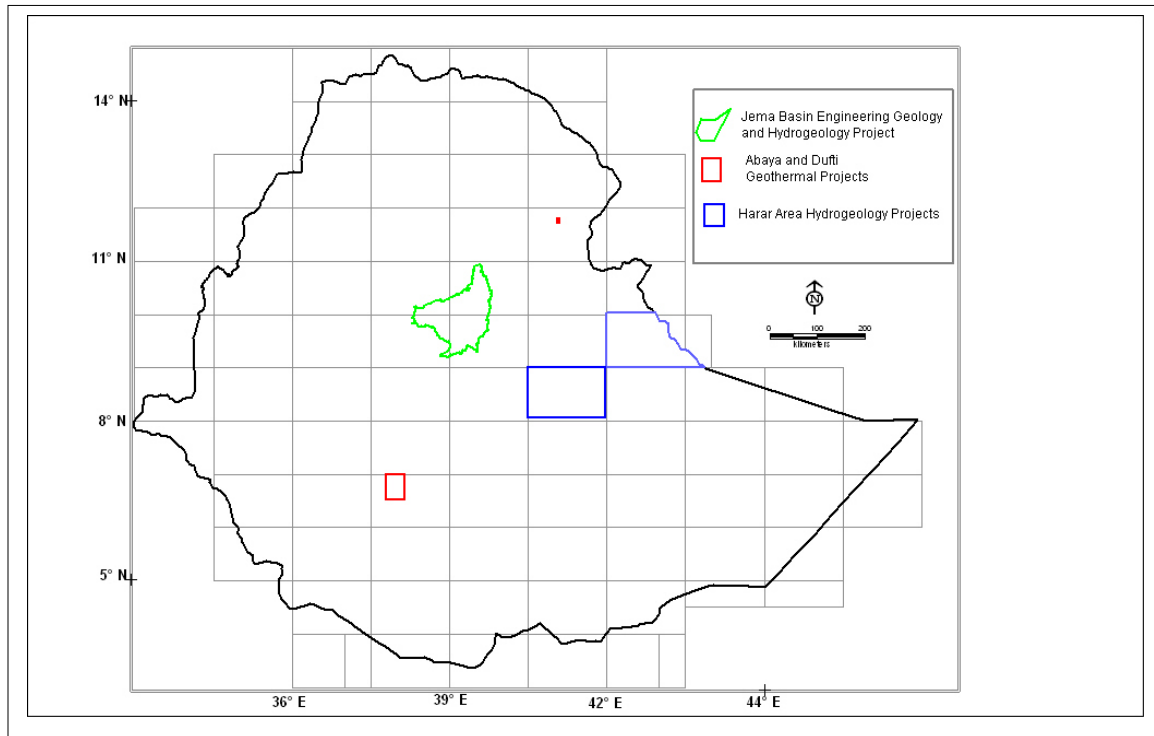 14° N
11° N
8° N
5° N
36° E
39° E
42° E
44° E
Jema Basin Engineering Geology
and Hydrogeology Project
Abaya and Dufti
Geothermal Projects
Harar Area Hydrogeology Projects
N
0 100 200
kilometers